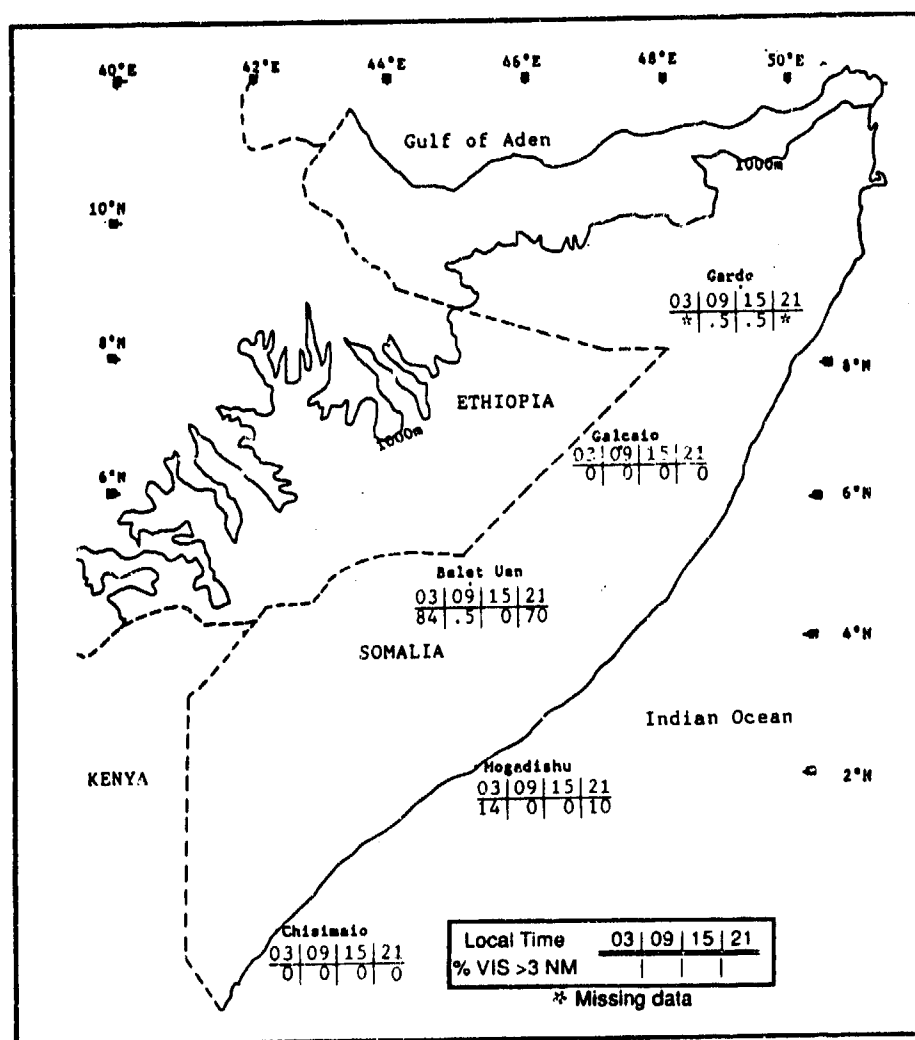 40°E 42°E 44°E 46°E 48°E 50°E
Gulf of Aden
1000m
10°N
Gardo
03 | 09 | 15 | 21
* | .5 | .5 | *
8°N 8°N
ETHIOPIA
1000m
Galcaio
03 | 09 | 15 | 21
0 | 0 | 0 | 0
6°N 6°N
Balet Uen
03 | 09 | 15 | 21
84 | .5 | 0 | 70
4°N
SOMALIA
Indian Ocean
KENYA
Mogadishu
03 | 09 | 15 | 21
14 | 0 | 0 | 10
2°N
Chisimaio
03 | 09 | 15 | 21
0 | 0 | 0 | 0
Local Time 03 | 09 | 15 | 21
% VIS >3 NM
* Missing data